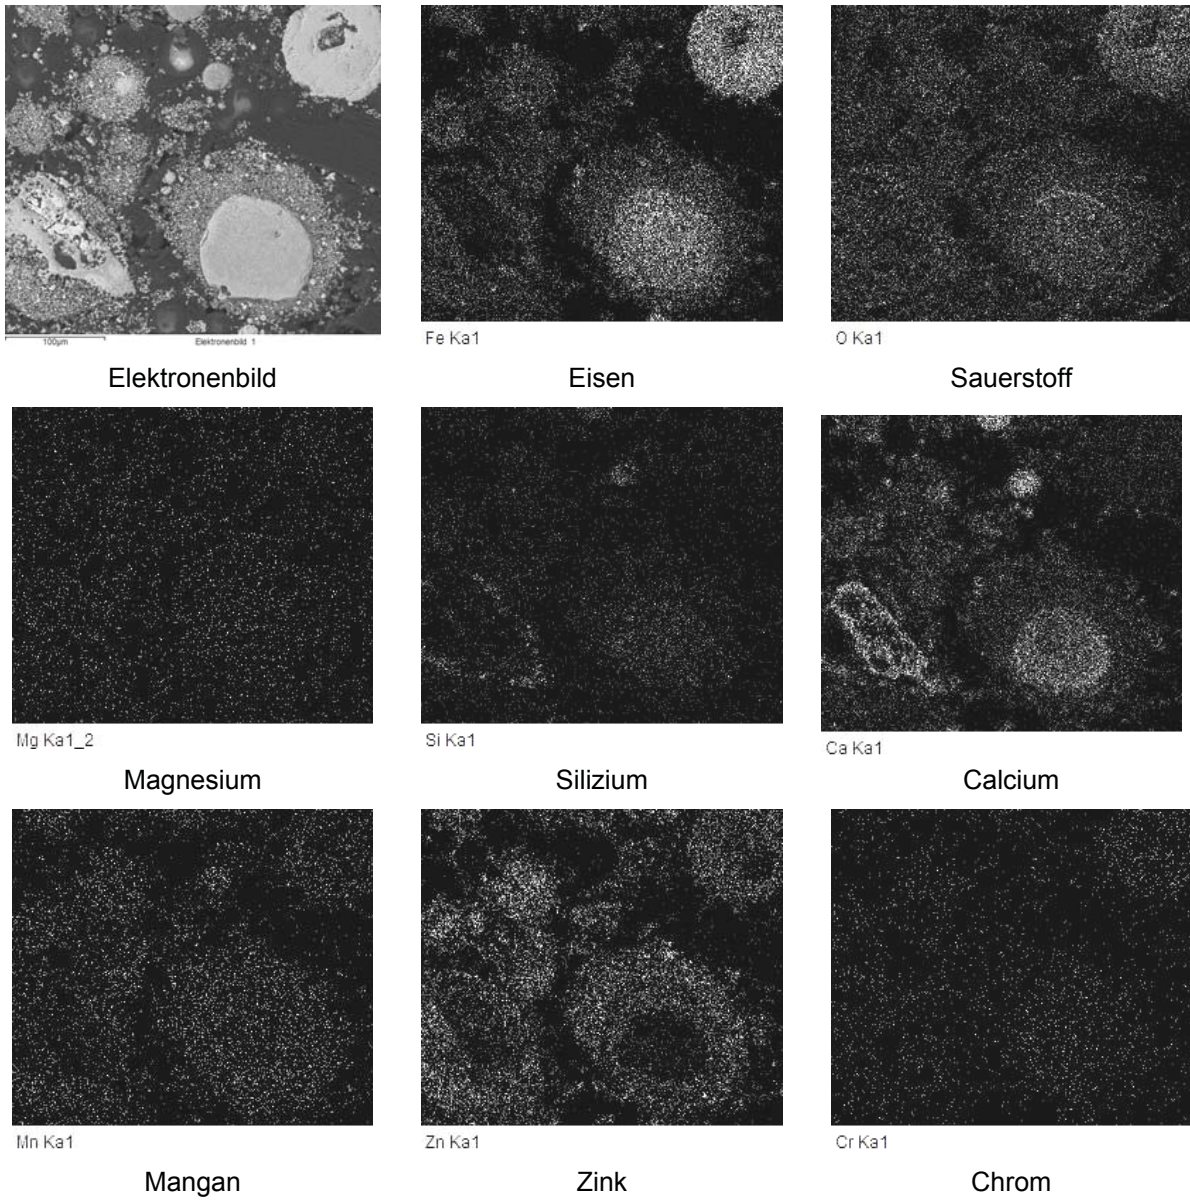 100µm Elektronenbild 1
Fe Ka1
O Ka1
Elektronenbild
Eisen
Sauerstoff
Mg Ka1_2
Si Ka1
Ca Ka1
Magnesium
Silizium
Calcium
Mn Ka1
Zn Ka1
Cr Ka1
Mangan
Zink
Chrom